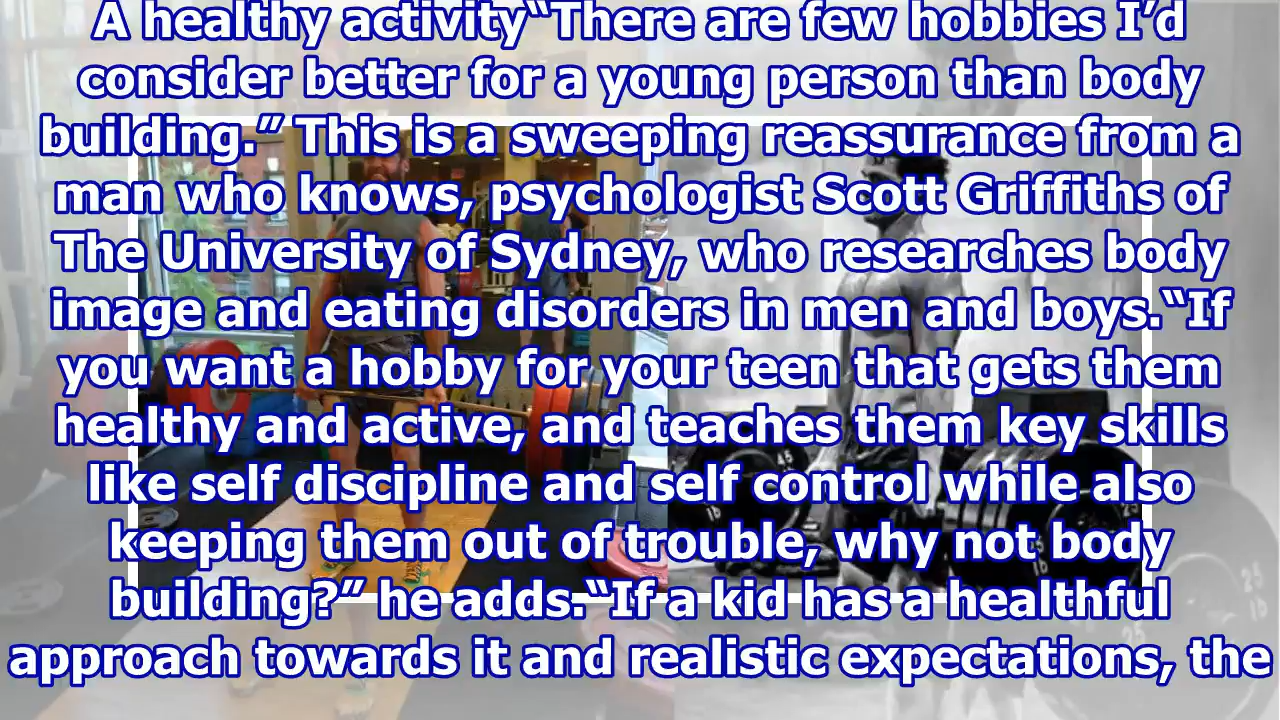 A healthy activity“There are few hobbies I’d
consider better for a young person than body
building.” This is a sweeping reassurance from a
man who knows, psychologist Scott Griffiths of
The University of Sydney, who researches body
image and eating disorders in men and boys.“If
you want a hobby for your teen that gets them
healthy and active, and teaches them key skills
like self discipline and self control while also
keeping them out of trouble, why not body
building?” he adds.“If a kid has a healthful
approach towards it and realistic expectations, the
45
25
25